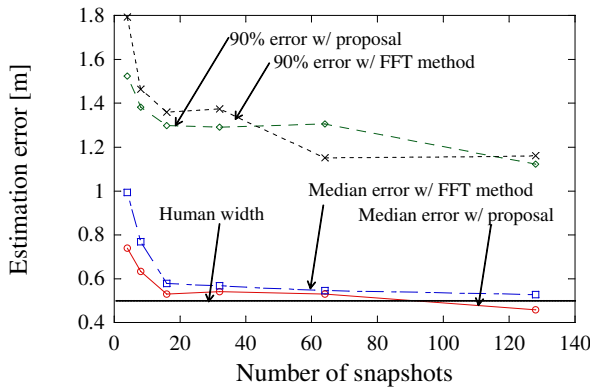 1.8
90% error w/ proposal
90% error w/ FFT method
1.6
1.4
1.2
1
Median error w/ FFT method
Human width
Median error w/ proposal
0.8
0.6
0.4
0 20 40 60 80 100 120 140
Number of snapshots
Estimation error [m]